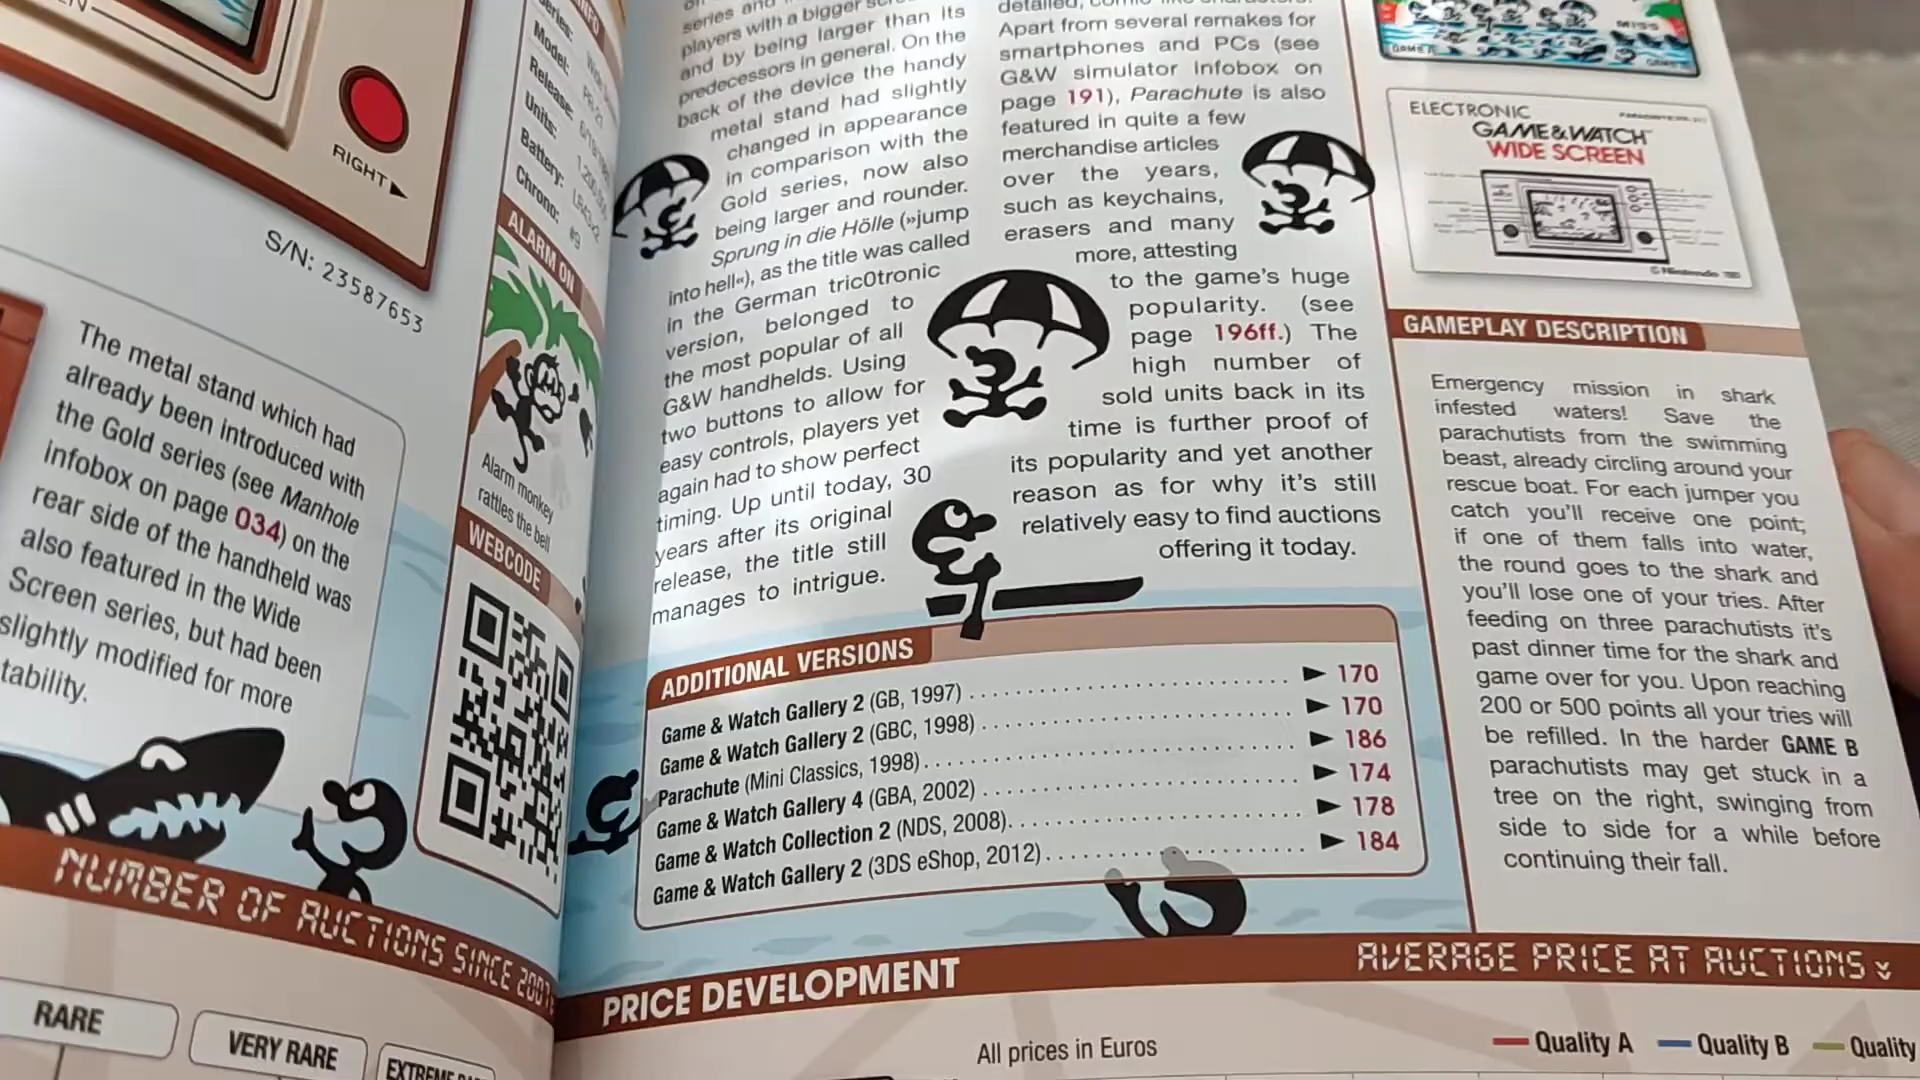 RIGHT
S/N: 23587653
The metal stand which had
already been introduced with
the Gold series (see Manhole
infobox on page 034) on the
rear side of the handheld was
also featured in the Wide
Screen series, but had been
slightly modified for more
tability.
NUMBER OF AUCTIONS SINCE 2007
RARE
VERY RARE
Series:
Model:
Release:
Units:
Battery: LR43x2
Chrono: #9
ALARM ON
Alarm monkey
rattles the bell
WEBCODE
series and
players with a bigger
and by being larger than its
predecessors in general. On the
back of the device the handy
metal stand had slightly
changed in appearance
in comparison with the
Gold series, now also
being larger and rounder.
Sprung in die Hölle (»jump
into hell«), as the title was called
in the German tric0tronic
version, belonged to
the most popular of all
G&W handhelds. Using
two buttons to allow for
easy controls, players yet
again had to show perfect
timing. Up until today, 30
years after its original
release, the title still
manages to intrigue.
Apart from several remakes for
smartphones and PCs (see
G&W simulator infobox on
page 191), Parachute is also
featured in quite a few
merchandise articles
over the years,
such as keychains,
erasers and many
more, attesting
to the game's huge
popularity. (see
page 196ff.) The
high number of
sold units back in its
time is further proof of
its popularity and yet another
reason as for why it's still
relatively easy to find auctions
offering it today.
ADDITIONAL VERSIONS
Game & Watch Gallery 2 (GB, 1997) ► 170
Game & Watch Gallery 2 (GBC, 1998) ► 170
Parachute (Mini Classics, 1998) ► 186
Game & Watch Gallery 4 (GBA, 2002) ► 174
Game & Watch Collection 2 (NDS, 2008) ► 178
Game & Watch Gallery 2 (3DS eShop, 2012) ► 184
GAME A
ELECTRONIC
GAME&WATCH
WIDE SCREEN
GAMEPLAY DESCRIPTION
Emergency mission in shark
infested waters! Save the
parachutists from the swimming
beast, already circling around your
rescue boat. For each jumper you
catch you'll receive one point;
if one of them falls into water,
the round goes to the shark and
you'll lose one of your tries. After
feeding on three parachutists it's
past dinner time for the shark and
game over for you. Upon reaching
200 or 500 points all your tries will
be refilled. In the harder GAME B
parachutists may get stuck in a
tree on the right, swinging from
side to side for a while before
continuing their fall.
PRICE DEVELOPMENT
AVERAGE PRICE AT AUCTIONS
All prices in Euros
Quality A
Quality B
Quality